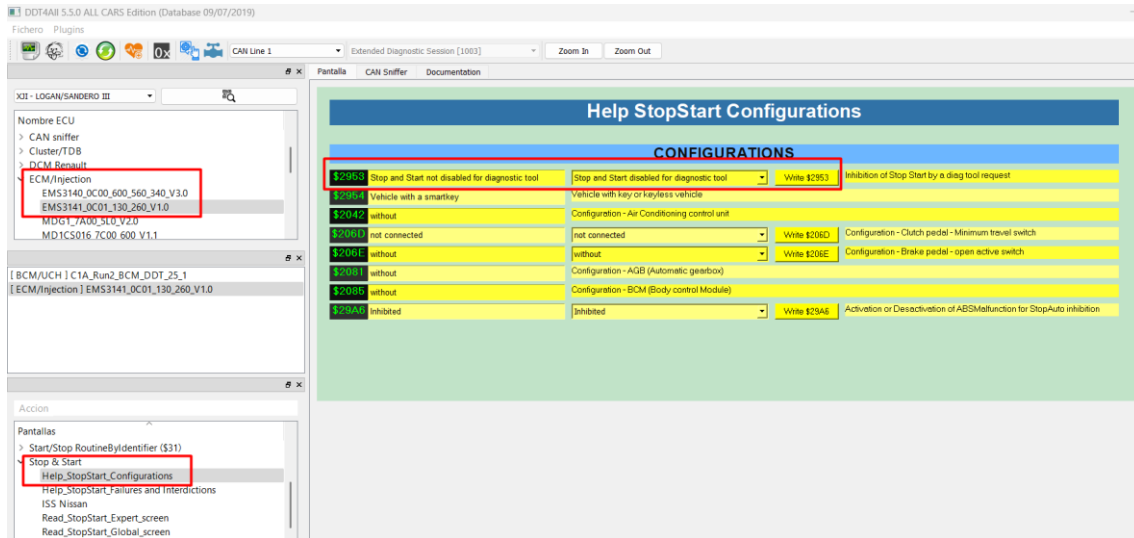 DDT4All 5.5.0 ALL CARS Edition (Database 09/07/2019)
Fichero Plugins
0x CAN Line 1 Extended Diagnostic Session [1003] Zoom In Zoom Out
Pantalla CAN Sniffer Documentation
XJI - LOGAN/SANDERO III
Nombre ECU
CAN sniffer
Cluster/TDB
DCM Renault
ECM/Injection
EMS3140_0C00_600_560_340_V3.0
EMS3141_0C01_130_260_V1.0
MDG1_7A00_5L0_V2.0
MD1CS016 7C00 600 V1.1
[ BCM/UCH ] C1A_Run2_BCM_DDT_25_1
[ ECM/Injection ] EMS3141_0C01_130_260_V1.0
Accion
Pantallas
Start/Stop RoutineByIdentifier ($31)
Stop & Start
Help_StopStart_Configurations
Help_StopStart_Failures and Interdictions
ISS Nissan
Read_StopStart_Expert_screen
Read_StopStart_Global_screen
Help StopStart Configurations
CONFIGURATIONS
$2953 Stop and Start not disabled for diagnostic tool Stop and Start disabled for diagnostic tool Write $2953 Inhibition of Stop Start by a diag tool request
$2954 Vehicle with a smartkey Vehicle with key or keyless vehicle
$2042 without Configuration - Air Conditioning control unit
$206D not connected not connected Write $206D Configuration - Clutch pedal - Minimum travel switch
$206E without without Write $206E Configuration - Brake pedal - open active switch
$2081 without Configuration - AGB (Automatic gearbox)
$2085 without Configuration - BCM (Body control Module)
$29A6 Inhibited Inhibited Write $29A6 Activation or Desactivation of ABSMalfunction for StopAuto inhibition